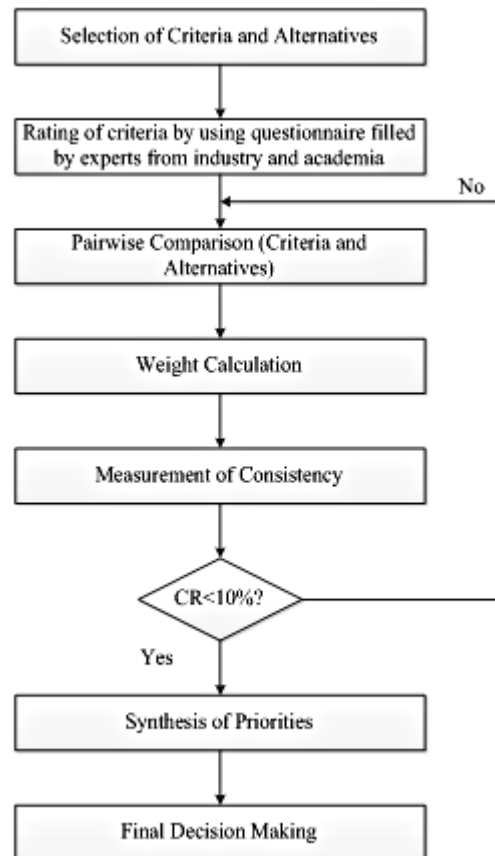 Selection of Criteria and Alternatives
Rating of criteria by using questionnaire filled
by experts from industry and academia
No
Pairwise Comparison (Criteria and
Alternatives)
Weight Calculation
Measurement of Consistency
CR<10%?
Yes
Synthesis of Priorities
Final Decision Making